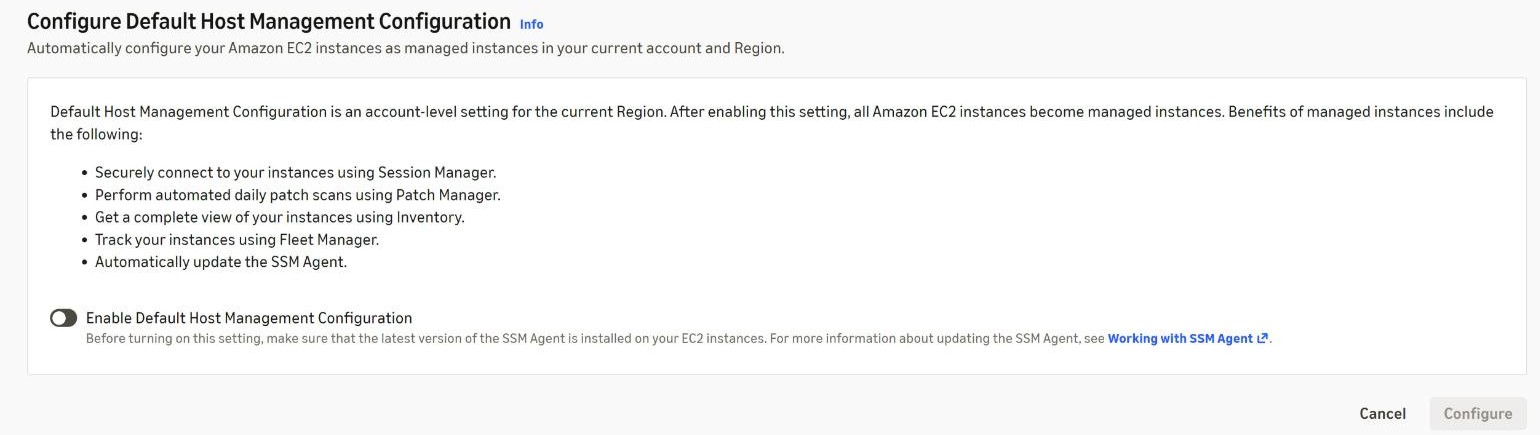 Configure Default Host Management Configuration Info
Automatically configure your Amazon EC2 instances as managed instances in your current account and Region.
Default Host Management Configuration is an account-level setting for the current Region. After enabling this setting, all Amazon EC2 instances become managed instances. Benefits of managed instances include
the following:
• Securely connect to your instances using Session Manager.
• Perform automated daily patch scans using Patch Manager.
• Get a complete view of your instances using Inventory.
• Track your instances using Fleet Manager.
• Automatically update the SSM Agent.
Enable Default Host Management Configuration
Before turning on this setting, make sure that the latest version of the SSM Agent is installed on your EC2 instances. For more information about updating the SSM Agent, see Working with SSM Agent.
Cancel Configure